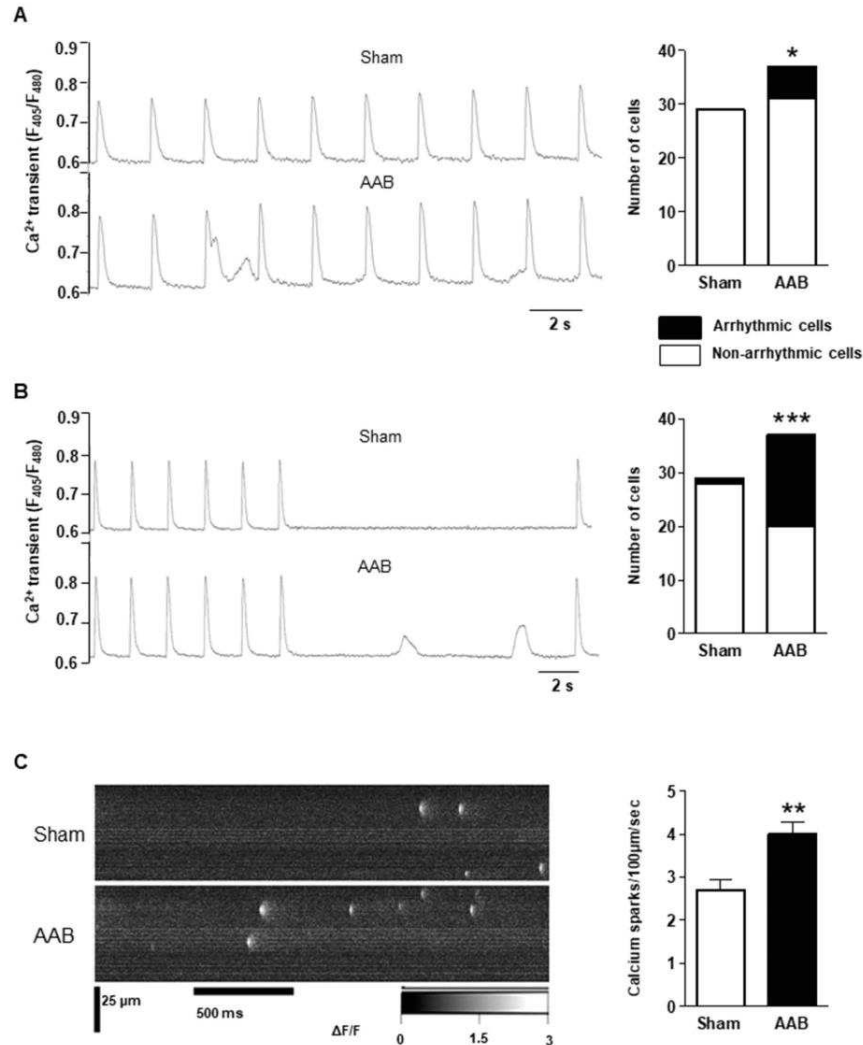 A
0.9
0.8
0.7
0.6
Ca²⁺ transient (F₄₀₅/F₄₈₀)
Sham
0.8
0.7
0.6
Ca²⁺ transient (F₄₀₅/F₄₈₀)
AAB
2 s
40
30
20
10
0
Number of cells
*
Sham AAB
Arrhythmic cells
Non-arrhythmic cells
B
0.9
0.8
0.7
0.6
Ca²⁺ transient (F₄₀₅/F₄₈₀)
Sham
0.8
0.7
0.6
AAB
2 s
40
30
20
10
0
Number of cells
***
Sham AAB
C
Sham
AAB
25 µm
500 ms
ΔF/F
0 1.5 3
5
4
3
2
1
0
Calcium sparks/100µm/sec
**
Sham AAB